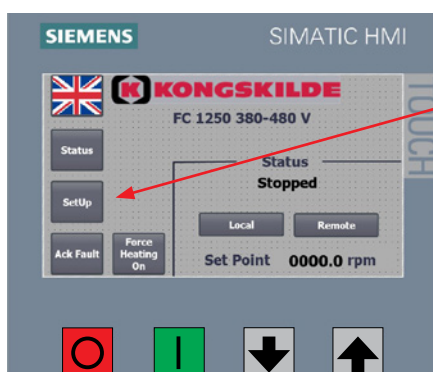 SIEMENS
SIMATIC HMI
K KONGSKILDE
TOUCH
FC 1250 380-480 V
Status
Status
Stopped
SetUp
Local
Remote
Ack Fault
Force
Heating
On
Set Point 0000.0 rpm